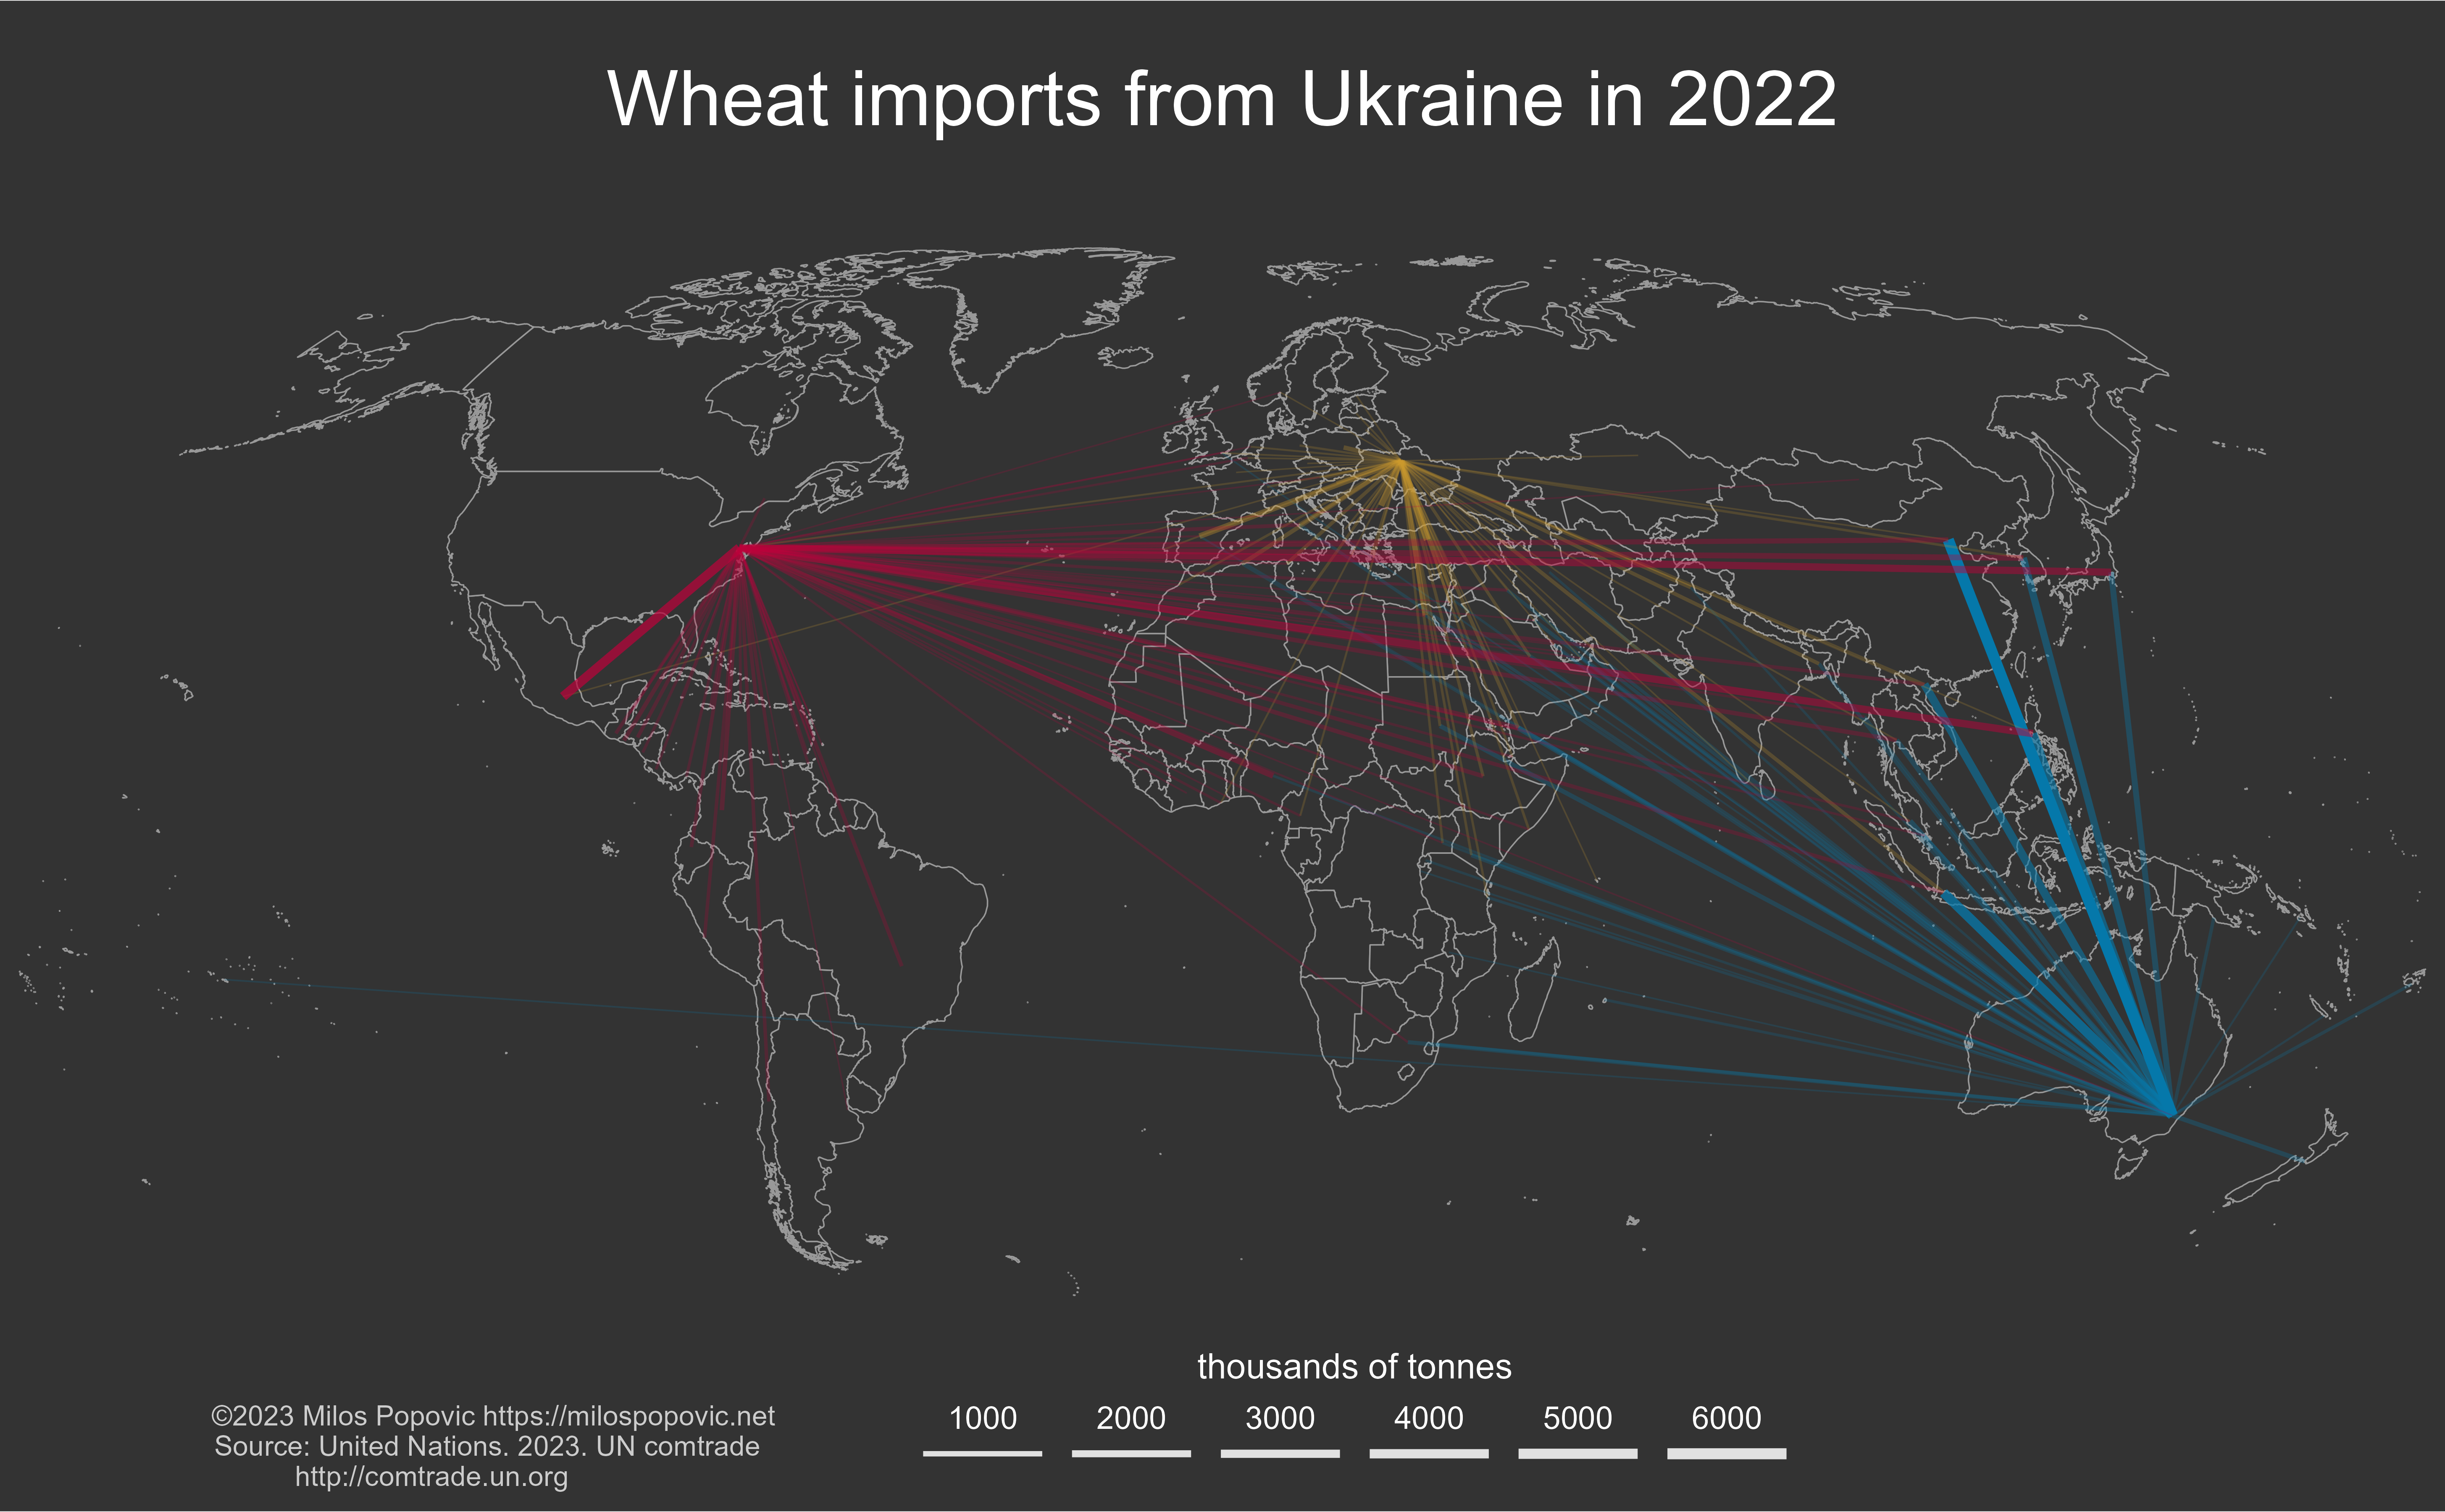 Wheat imports from Ukraine in 2022
thousands of tonnes
1000 2000 3000 4000 5000 6000
©2023 Milos Popovic https://milospopovic.net
Source: United Nations. 2023. UN comtrade
http://comtrade.un.org